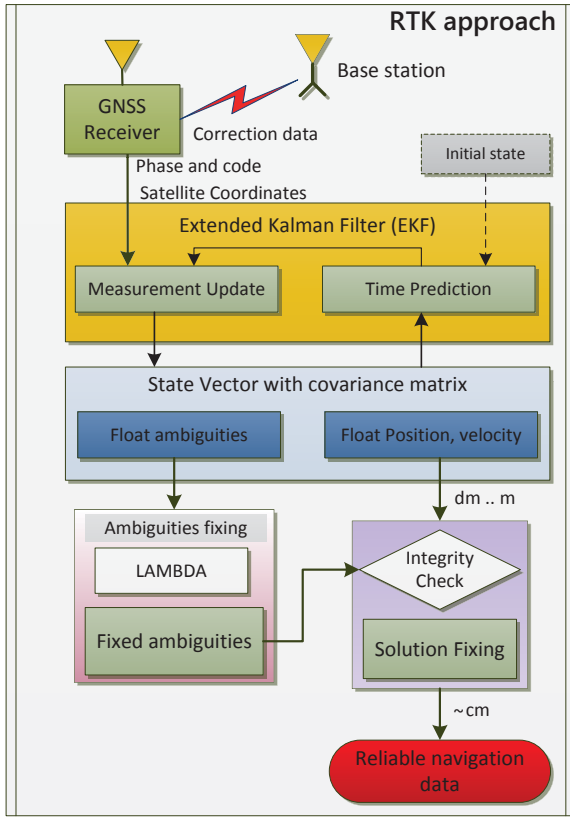 RTK approach
Base station
GNSS
Receiver
Correction data
Phase and code
Satellite Coordinates
Initial state
Extended Kalman Filter (EKF)
Measurement Update
Time Prediction
State Vector with covariance matrix
Float ambiguities
Float Position, velocity
dm .. m
Ambiguities fixing
LAMBDA
Fixed ambiguities
Integrity
Check
Solution Fixing
~cm
Reliable navigation
data